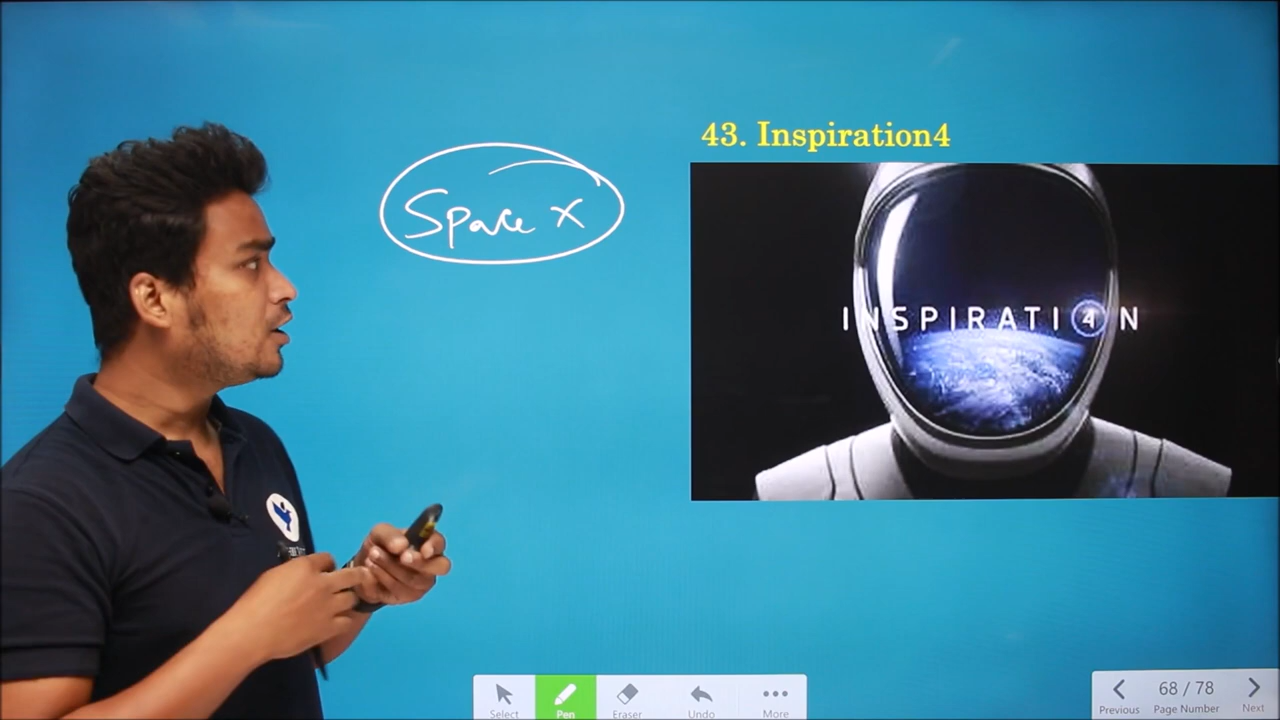 43. Inspiration4
Space X
INSPIRATI4N
Select
Pen
Eraser
Undo
More
68 / 78
Previous
Page Number
Next